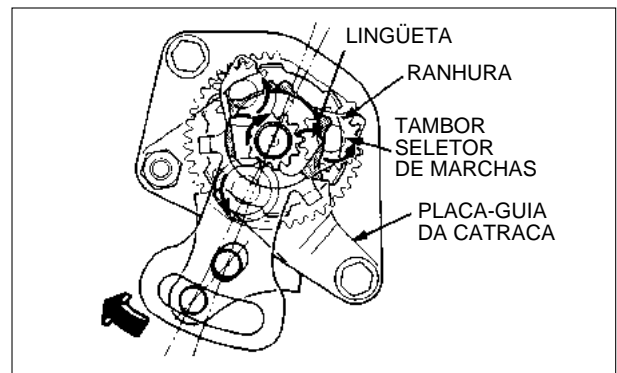 LINGÜETA
RANHURA
TAMBOR
SELETOR
DE MARCHAS
PLACA-GUIA
DA CATRACA